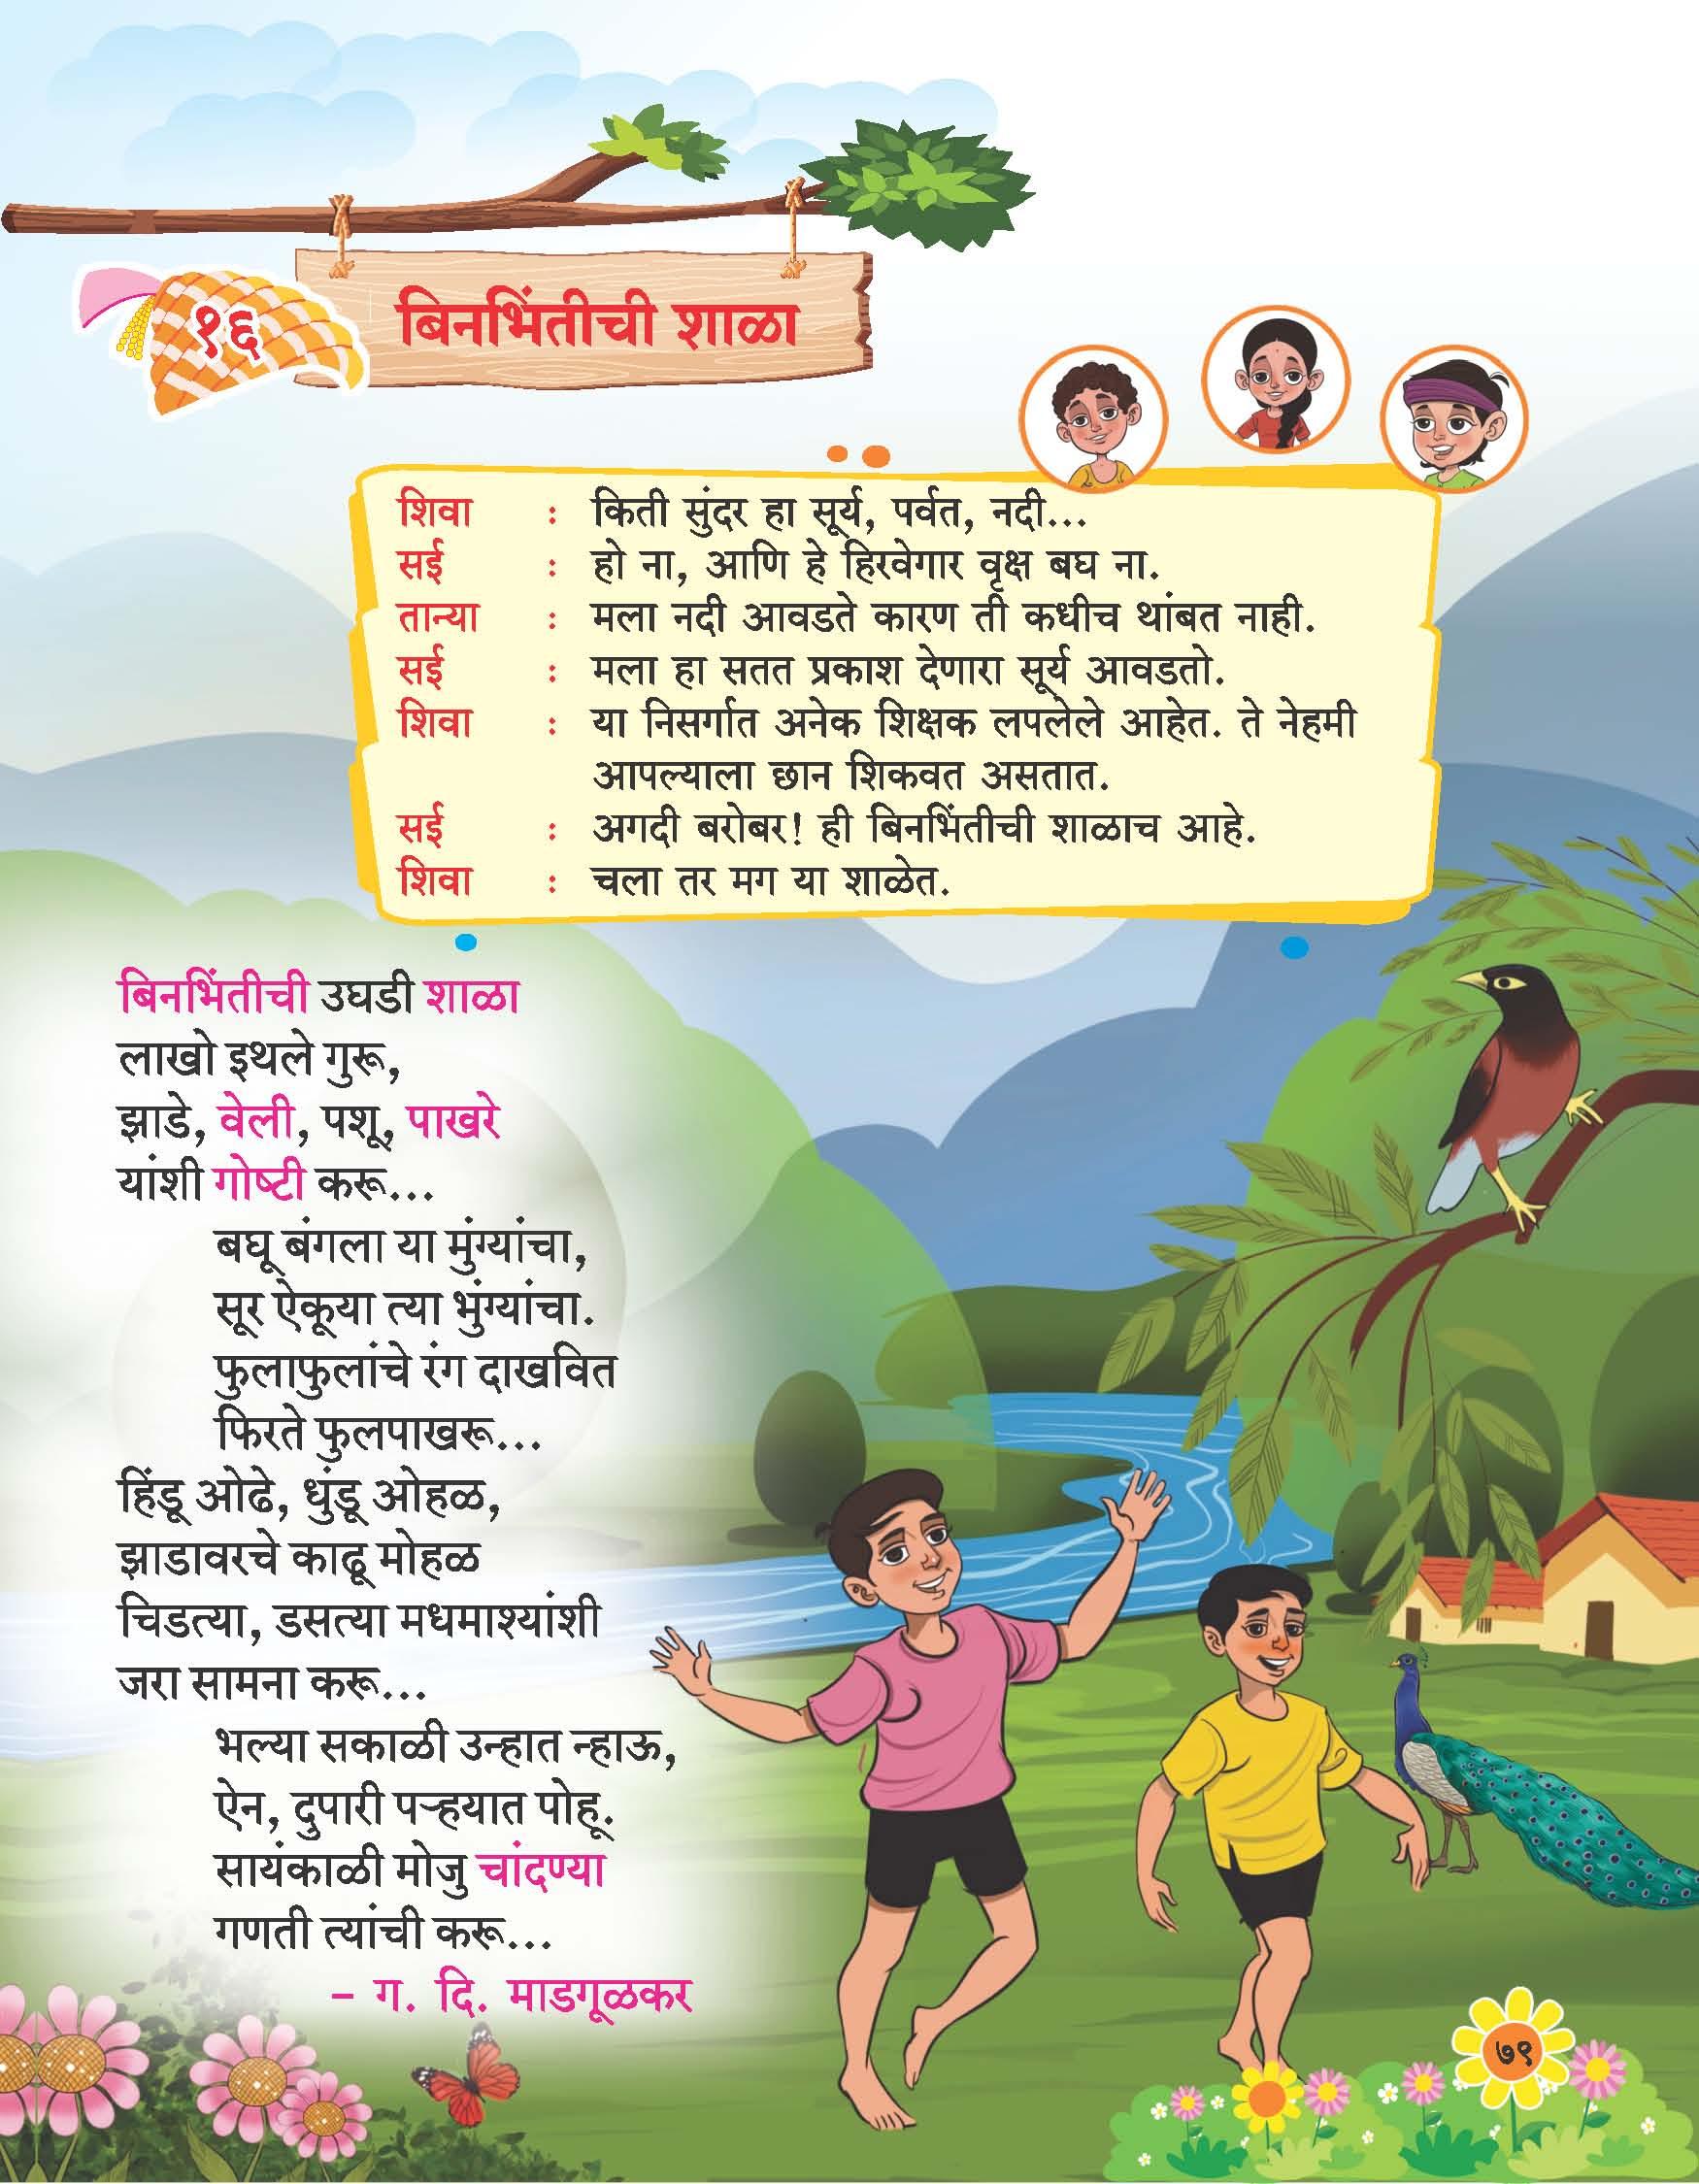 १६
बिनभिंतीची शाळा
शिवा : किती सुंदर हा सूर्य, पर्वत, नदी...
सई : हो ना, आणि हे हिरवेगार वृक्ष बघ ना.
तान्या : मला नदी आवडते कारण ती कधीच थांबत नाही.
सई : मला हा सतत प्रकाश देणारा सूर्य आवडतो.
शिवा : या निसर्गात अनेक शिक्षक लपलेले आहेत. ते नेहमी
आपल्याला छान शिकवत असतात.
सई : अगदी बरोबर! ही बिनभिंतीची शाळाच आहे.
शिवा : चला तर मग या शाळेत.
बिनभिंतीची उघडी शाळा
लाखो इथले गुरू,
झाडे, वेली, पशू, पाखरे
यांशी गोष्टी करू...
बघू बंगला या मुंग्यांचा,
सूर ऐकूया त्या भुंग्यांचा.
फुलाफुलांचे रंग दाखवित
फिरते फुलपाखरू...
हिंडू ओढे, धुंडू ओहळ,
झाडावरचे काढू मोहळ
चिडत्या, डसत्या मधमाश्यांशी
जरा सामना करू...
भल्या सकाळी उन्हात न्हाऊ,
ऐन, दुपारी पऱ्हयात पोहू.
सायंकाळी मोजु चांदण्या
गणती त्यांची करू...
– ग. दि. माडगूळकर
७९